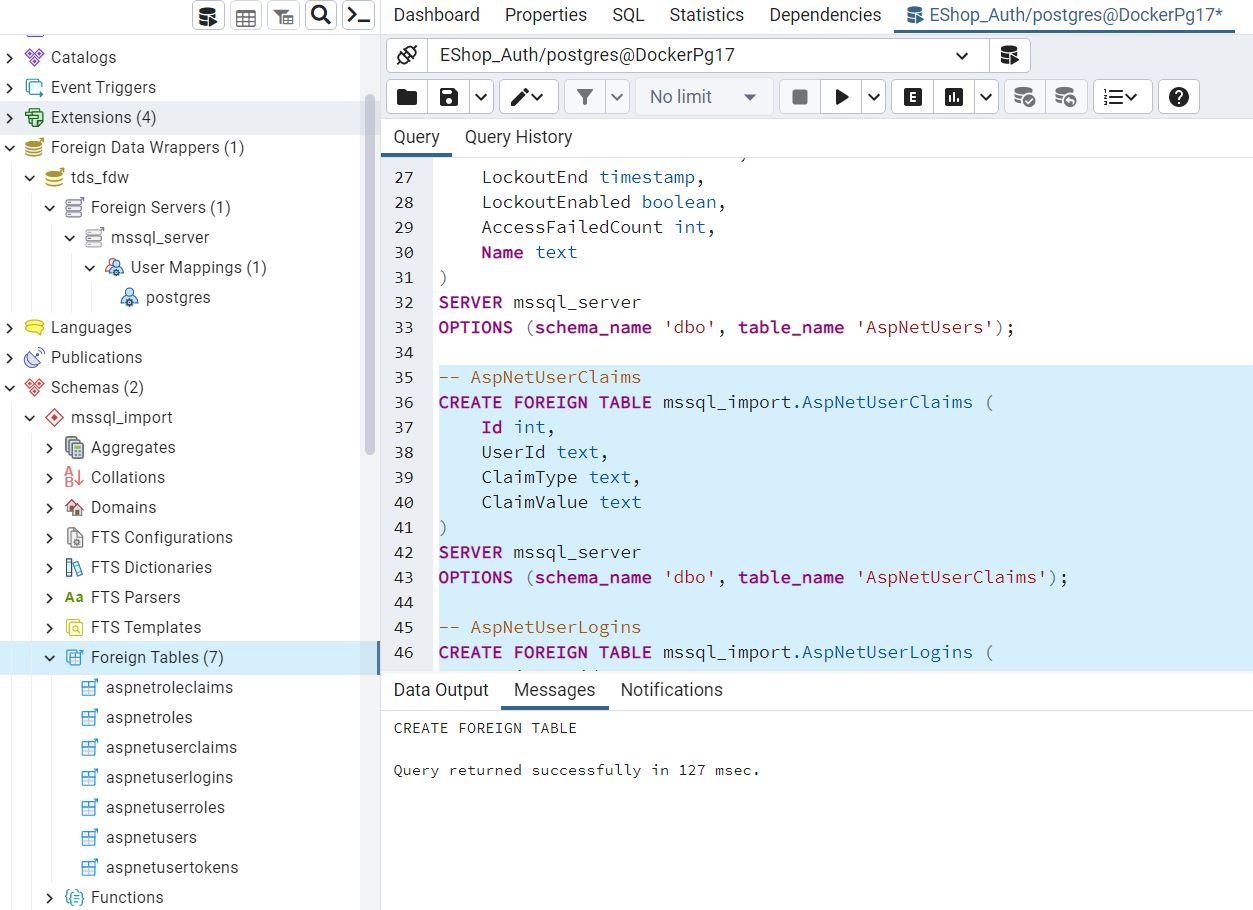 Dashboard Properties SQL Statistics Dependencies EShop_Auth/postgres@DockerPg17*
Catalogs
Event Triggers
Extensions (4)
Foreign Data Wrappers (1)
tds_fdw
Foreign Servers (1)
mssql_server
User Mappings (1)
postgres
Languages
Publications
Schemas (2)
mssql_import
Aggregates
Collations
Domains
FTS Configurations
FTS Dictionaries
Aa FTS Parsers
FTS Templates
Foreign Tables (7)
aspnetroleclaims
aspnetroles
aspnetuserclaims
aspnetuserlogins
aspnetuserroles
aspnetusers
aspnetusertokens
Functions
EShop_Auth/postgres@DockerPg17
No limit
E
Query Query History
27 LockoutEnd timestamp,
28 LockoutEnabled boolean,
29 AccessFailedCount int,
30 Name text
31 )
32 SERVER mssql_server
33 OPTIONS (schema_name 'dbo', table_name 'AspNetUsers');
34
35 -- AspNetUserClaims
36 CREATE FOREIGN TABLE mssql_import.AspNetUserClaims (
37 Id int,
38 UserId text,
39 ClaimType text,
40 ClaimValue text
41 )
42 SERVER mssql_server
43 OPTIONS (schema_name 'dbo', table_name 'AspNetUserClaims');
44
45 -- AspNetUserLogins
46 CREATE FOREIGN TABLE mssql_import.AspNetUserLogins (
Data Output Messages Notifications
CREATE FOREIGN TABLE
Query returned successfully in 127 msec.